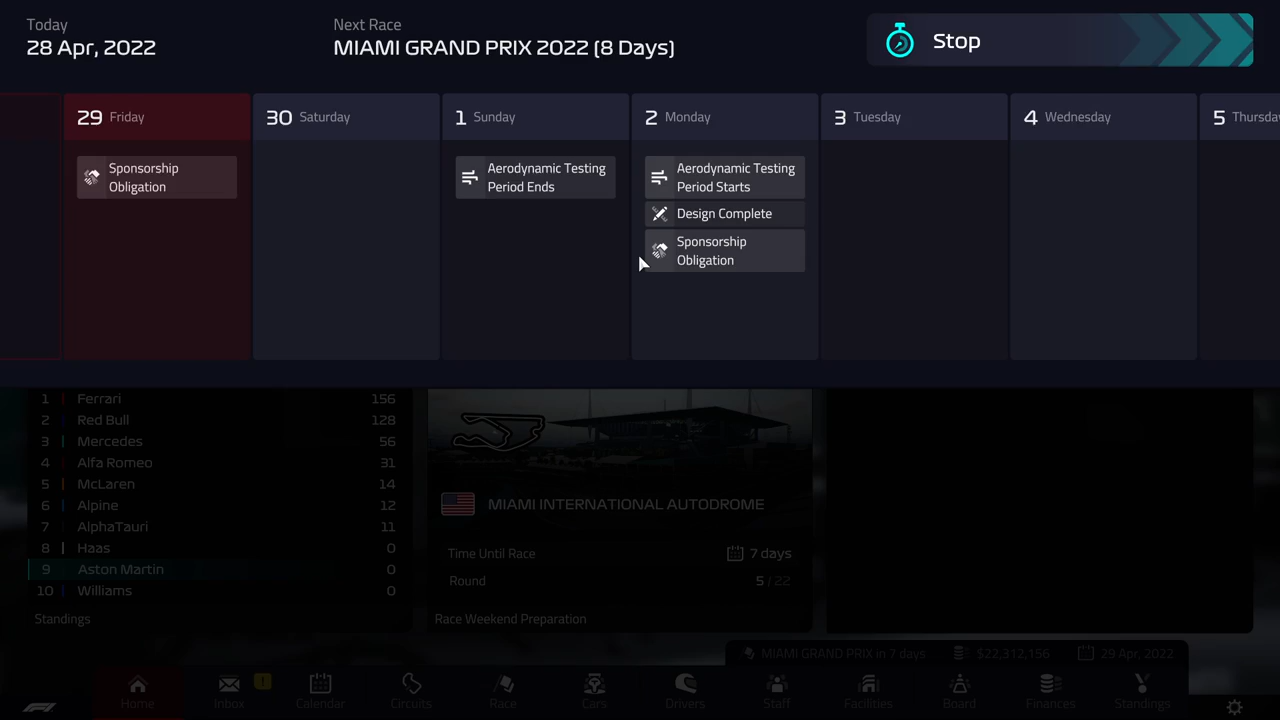 Today
28 Apr, 2022
Next Race
MIAMI GRAND PRIX 2022 (8 Days)
Stop
29 Friday
30 Saturday
1 Sunday
2 Monday
3 Tuesday
4 Wednesday
5 Thursda
Sponsorship
Obligation
Aerodynamic Testing
Period Ends
Aerodynamic Testing
Period Starts
Design Complete
Sponsorship
Obligation
1 Ferrari 156
2 Red Bull 128
3 Mercedes 56
4 Alfa Romeo 31
5 McLaren 14
6 Alpine 12
7 AlphaTauri 11
8 Haas 0
9 Aston Martin 0
10 Williams 0
Standings
MIAMI INTERNATIONAL AUTODROME
Time Until Race 7 days
Round 5 / 22
Race Weekend Preparation
MIAMI GRAND PRIX in 7 days $22,312,156 29 Apr, 2022
Home
Inbox 1
Calendar
Circuits
Race
Cars
Drivers
Staff
Facilities
Board
Finances
Standings